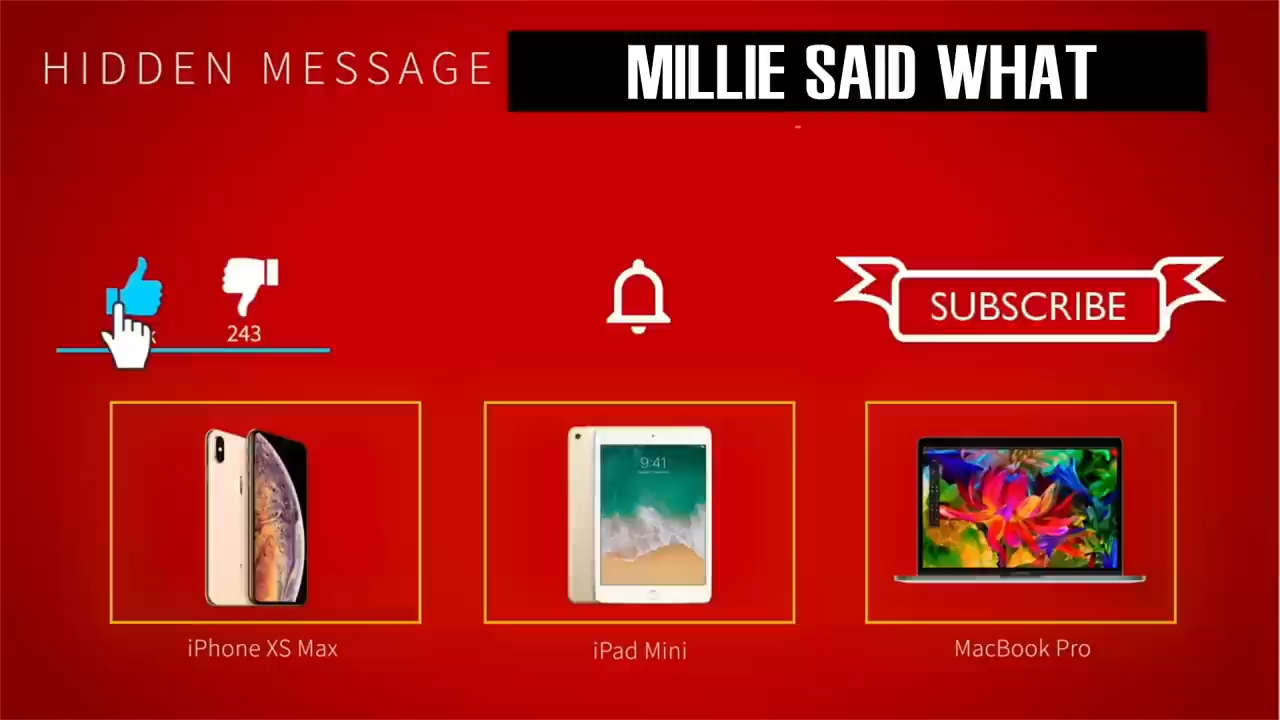 HIDDEN MESSAGE MILLIE SAID WHAT
243
SUBSCRIBE
9:41
iPhone XS Max
iPad Mini
MacBook Pro